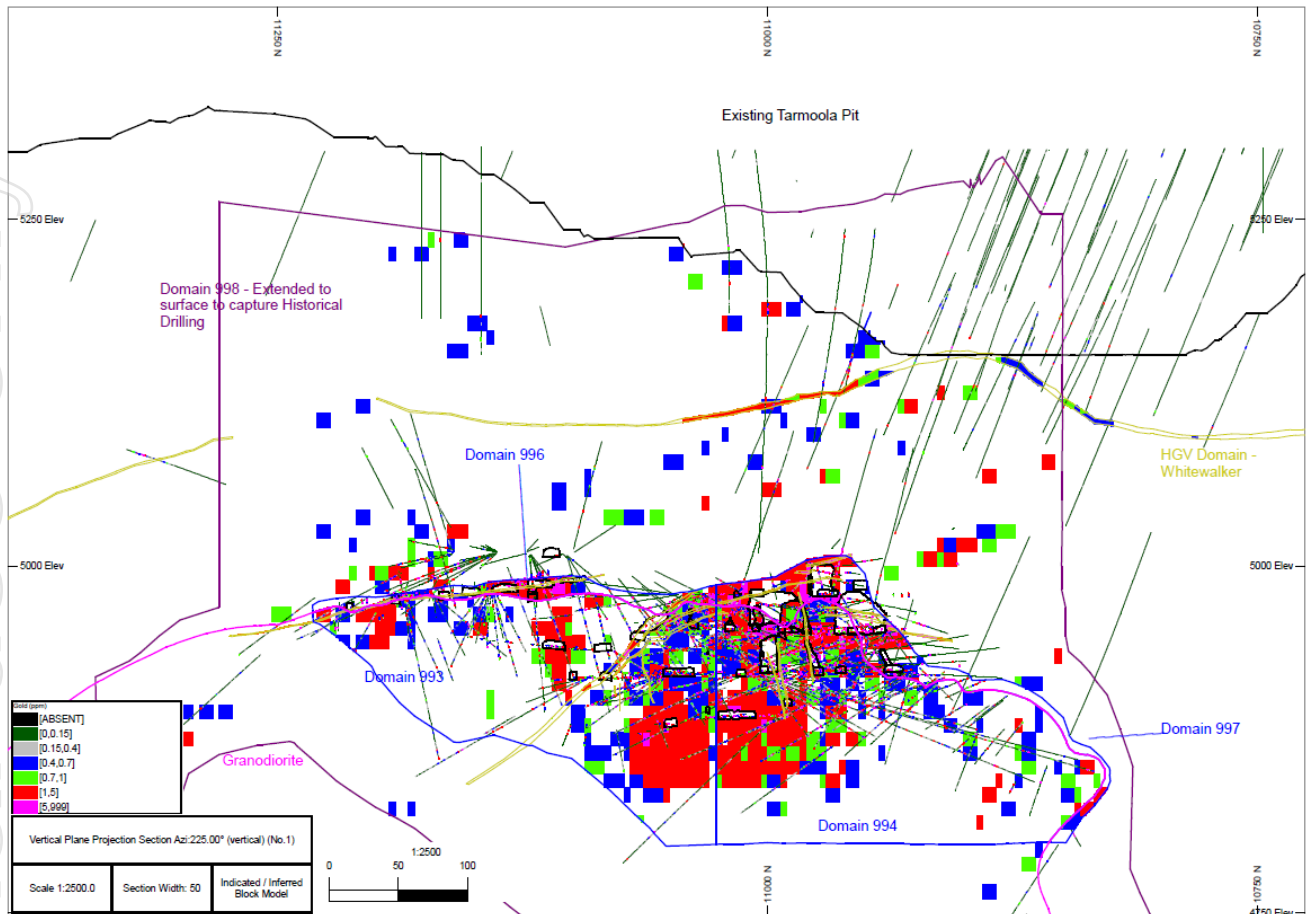 11250 N
11000 N
10750 N
Existing Tarmoola Pit
5250 Elev
5250 Elev
Domain 998 - Extended to
surface to capture Historical
Drilling
Domain 996
HGV Domain -
Whitewalker
5000 Elev
5000 Elev
Domain 993
Gold (ppm)
[ABSENT]
[0,0.15]
[0.15,0.4]
[0.4,0.7]
[0.7,1]
[1,5]
[5,999]
Granodiorite
Domain 997
Domain 994
Vertical Plane Projection Section Azi:225.00° (vertical) (No.1)
Scale 1:2500.0
Section Width: 50
Indicated / Inferred
Block Model
1:2500
0
50
100
11000 N
10750 N
4750 Elev